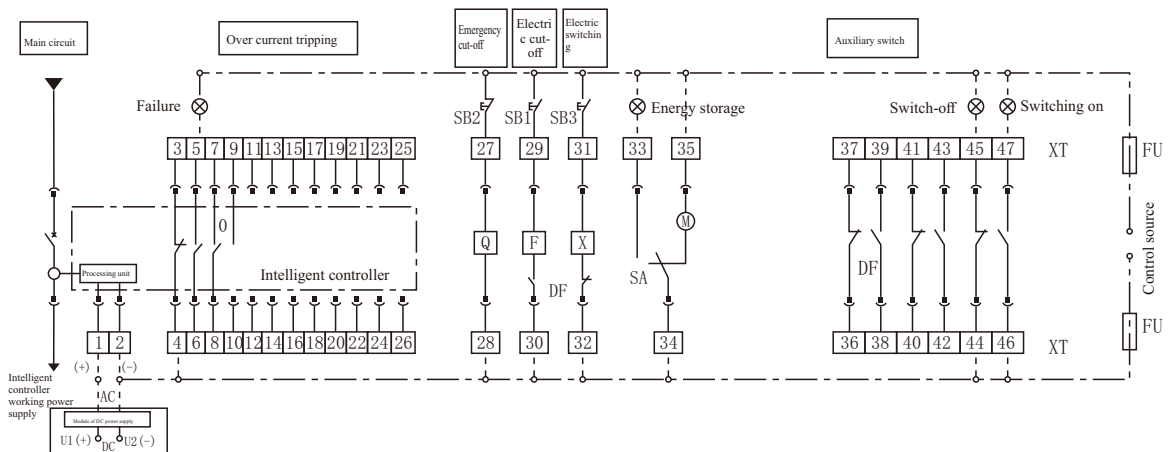 Main circuit
Over current tripping
Emergency
cut-off
Electri
c cut-
off
Electric
switchin
g
Auxiliary switch
Failure
SB2
SB1
SB3
Energy storage
Switch-off
Switching on
3 5 7 9 11 13 15 17 19 21 23 25
27
29
31
33
35
37 39 41 43 45 47
XT
FU
O
Q
F
X
M
Processing unit
Intelligent controller
SA
DF
DF
Control source
1 2
4 6 8 10 12 14 16 18 20 22 24 26
28
30
32
34
36 38 40 42 44 46
XT
FU
(+)
(-)
Intelligent
controller
working power
supply
AC
Module of DC power supply
U1(+)
DC
U2(-)